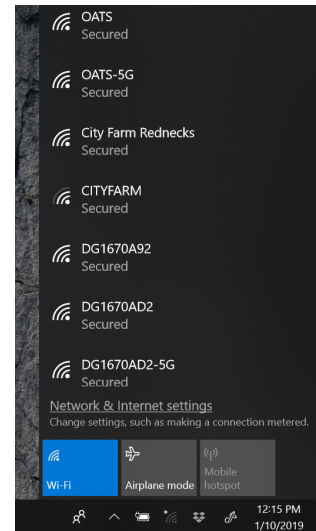 OATS
Secured
OATS-5G
Secured
City Farm Rednecks
Secured
CITYFARM
Secured
DG1670A92
Secured
DG1670AD2
Secured
DG1670AD2-5G
Secured
Network & Internet settings
Change settings, such as making a connection metered.
Wi-Fi
Airplane mode
Mobile
hotspot
12:15 PM
1/10/2019